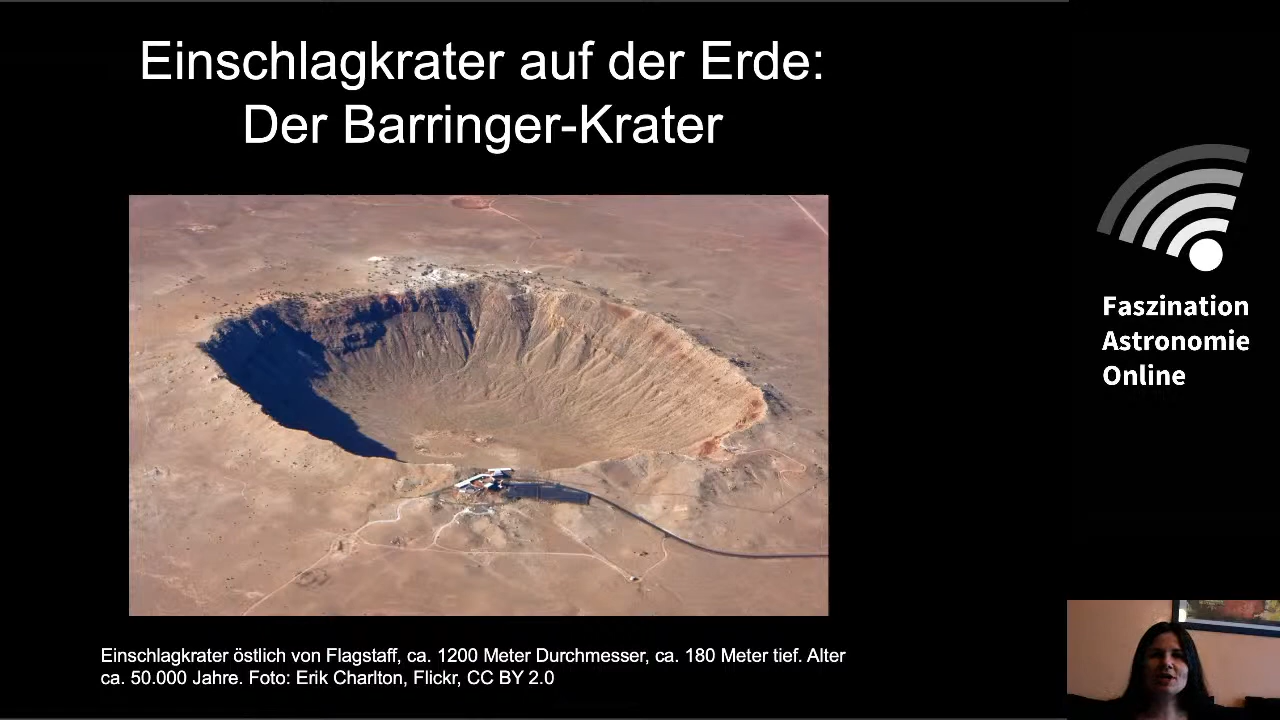 Einschlagkrater auf der Erde:
Der Barringer-Krater
Faszination
Astronomie
Online
Einschlagkrater östlich von Flagstaff, ca. 1200 Meter Durchmesser, ca. 180 Meter tief. Alter
ca. 50.000 Jahre. Foto: Erik Charlton, Flickr, CC BY 2.0